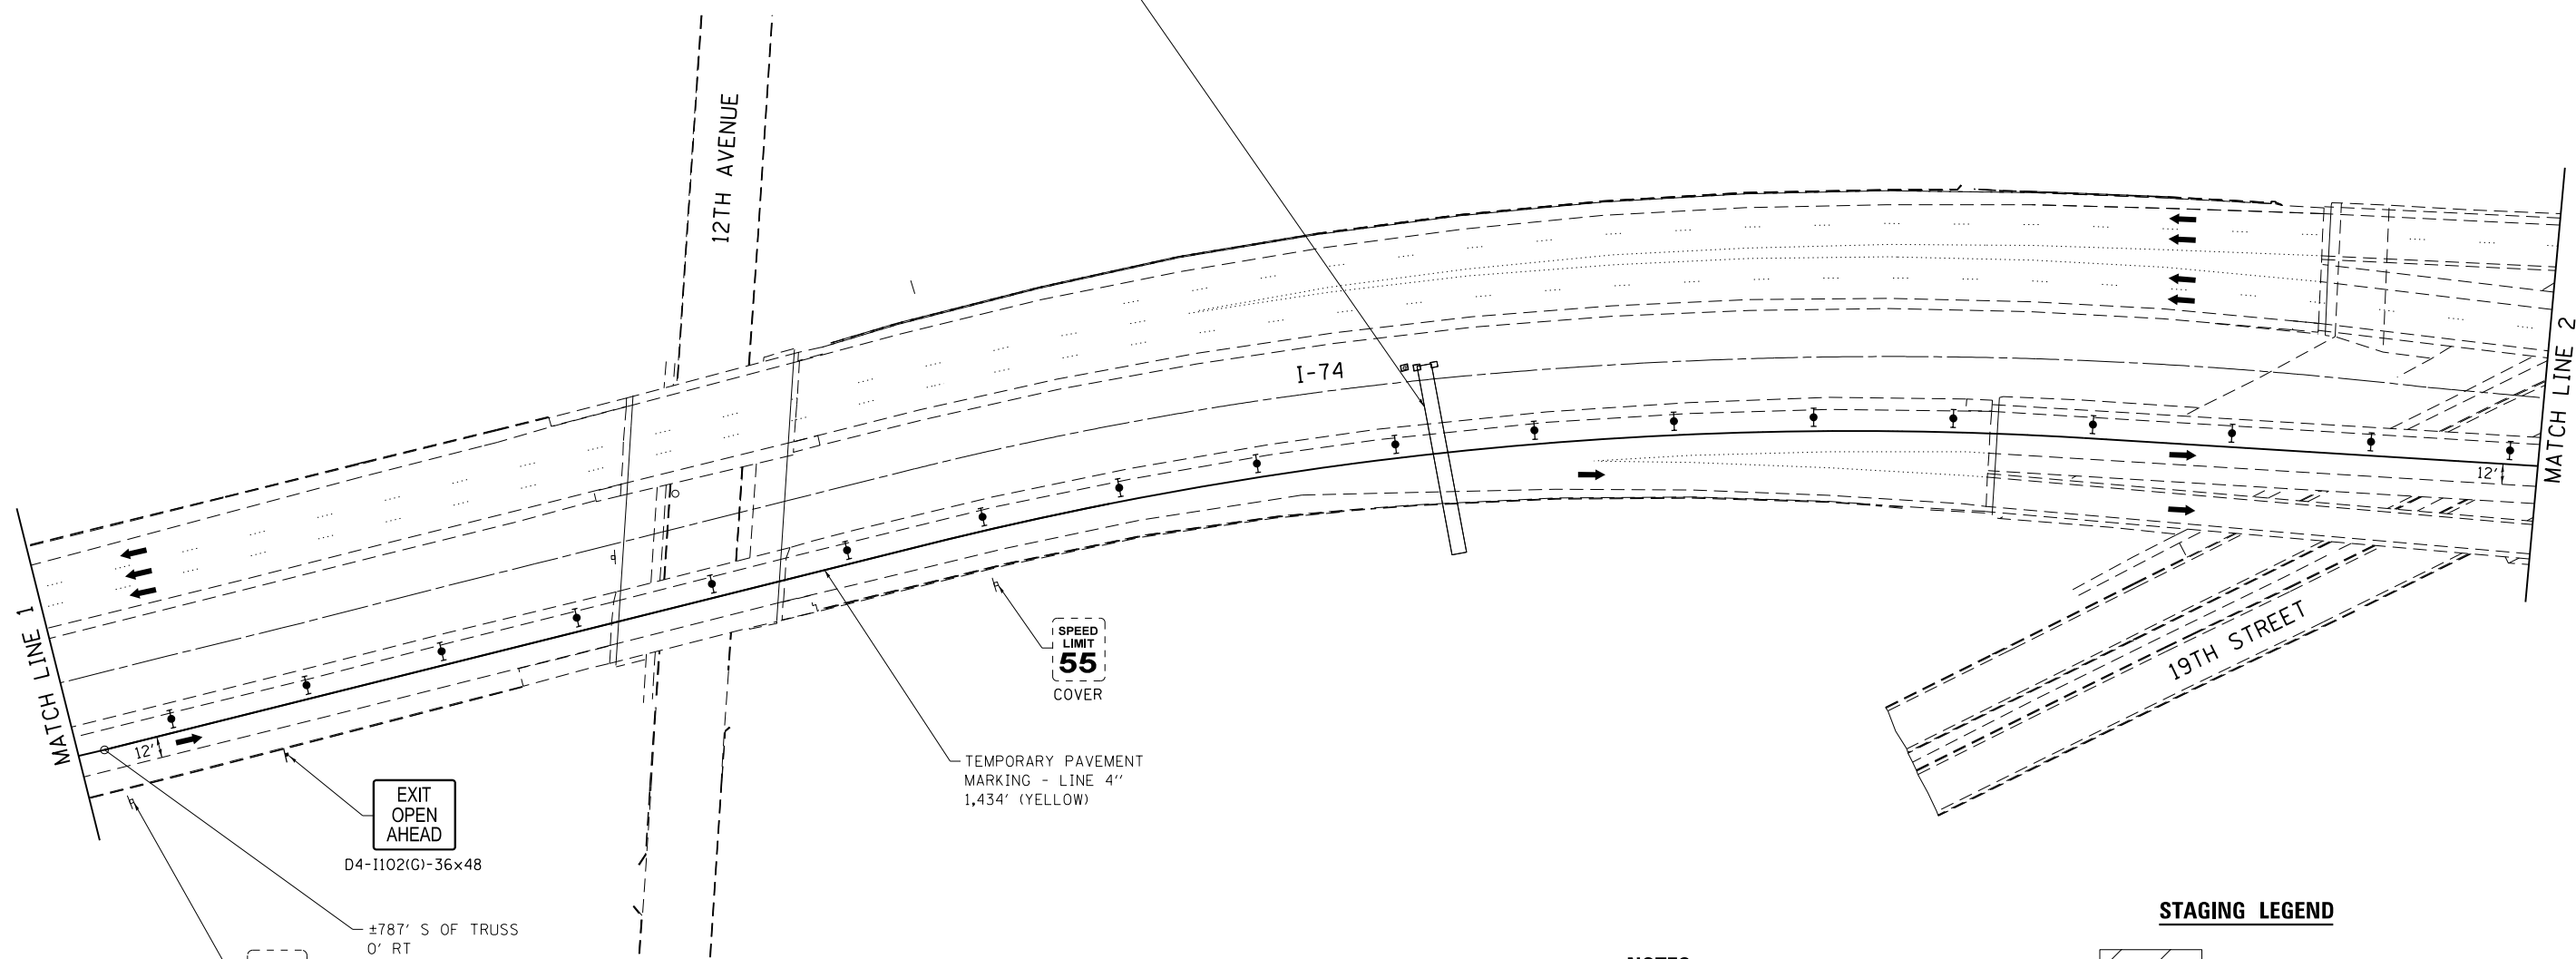 12TH AVENUE
I-74
MATCH LINE 2
12'
MATCH LINE 1
12'
SPEED
LIMIT
55
COVER
19TH STREET
TEMPORARY PAVEMENT
MARKING - LINE 4"
1,434' (YELLOW)
EXIT
OPEN
AHEAD
D4-I102(G)-36x48
±787' S OF TRUSS
0' RT
STAGING LEGEND
NOTES